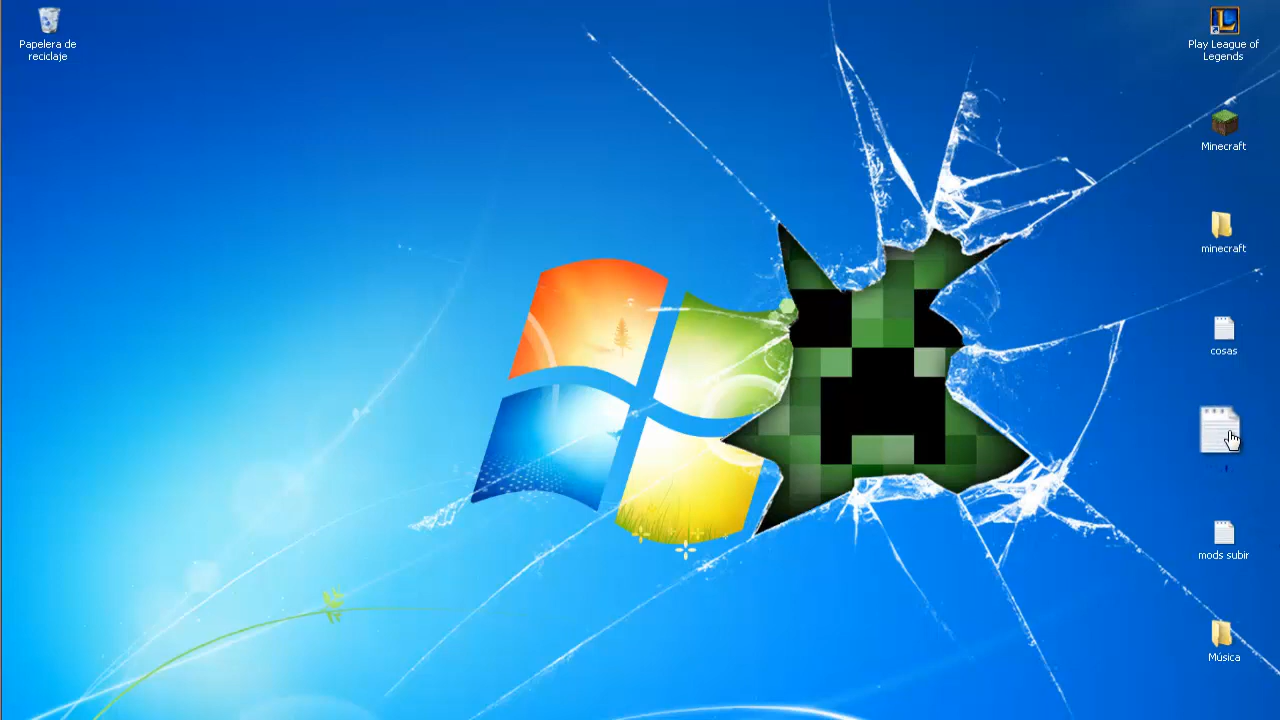 Papelera de
reciclaje
Play League of
Legends
Minecraft
minecraft
cosas
mods subir
Música